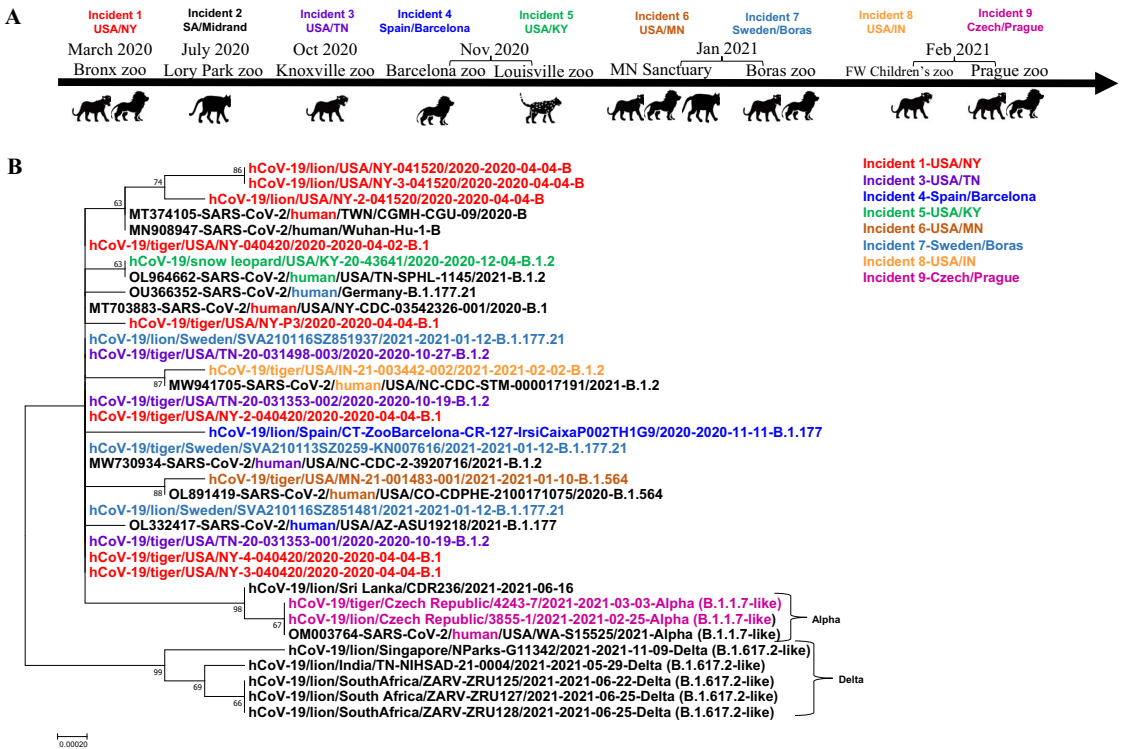 A
Incident 1
USA/NY
Incident 2
SA/Midrand
Incident 3
USA/TN
Incident 4
Spain/Barcelona
Incident 5
USA/KY
Incident 6
USA/MN
Incident 7
Sweden/Boras
Incident 8
USA/IN
Incident 9
Czech/Prague
March 2020
July 2020
Oct 2020
Nov 2020
Jan 2021
Feb 2021
Bronx zoo
Lory Park zoo
Knoxville zoo
Barcelona zoo
Louisville zoo
MN Sanctuary
Boras zoo
FW Children's zoo
Prague zoo
B
86
74
63
63
87
88
98
67
99
69
66
hCoV-19/lion/USA/NY-041520/2020-2020-04-04-B
hCoV-19/lion/USA/NY-3-041520/2020-2020-04-04-B
hCoV-19/lion/USA/NY-2-041520/2020-2020-04-04-B
MT374105-SARS-CoV-2/human/TWN/CGMH-CGU-09/2020-B
MN908947-SARS-CoV-2/human/Wuhan-Hu-1-B
hCoV-19/tiger/USA/NY-040420/2020-2020-04-02-B.1
hCoV-19/snow leopard/USA/KY-20-43641/2020-2020-12-04-B.1.2
OL964662-SARS-CoV-2/human/USA/TN-SPHL-1145/2021-B.1.2
OU366352-SARS-CoV-2/human/Germany-B.1.177.21
MT703883-SARS-CoV-2/human/USA/NY-CDC-03542326-001/2020-B.1
hCoV-19/tiger/USA/NY-P3/2020-2020-04-04-B.1
hCoV-19/lion/Sweden/SVA210116SZ851937/2021-2021-01-12-B.1.177.21
hCoV-19/tiger/USA/TN-20-031498-003/2020-2020-10-27-B.1.2
hCoV-19/tiger/USA/IN-21-003442-002/2021-2021-02-02-B.1.2
MW941705-SARS-CoV-2/human/USA/NC-CDC-STM-000017191/2021-B.1.2
hCoV-19/tiger/USA/TN-20-031353-002/2020-2020-10-19-B.1.2
hCoV-19/tiger/USA/NY-2-040420/2020-2020-04-04-B.1
hCoV-19/lion/Spain/CT-ZooBarcelona-CR-127-IrsiCaixaP002TH1G9/2020-2020-11-11-B.1.177
hCoV-19/tiger/Sweden/SVA210113SZ0259-KN007616/2021-2021-01-12-B.1.177.21
MW730934-SARS-CoV-2/human/USA/NC-CDC-2-3920716/2021-B.1.2
hCoV-19/tiger/USA/MN-21-001483-001/2021-2021-01-10-B.1.564
OL891419-SARS-CoV-2/human/USA/CO-CDPHE-2100171075/2020-B.1.564
hCoV-19/lion/Sweden/SVA210116SZ851481/2021-2021-01-12-B.1.177.21
OL332417-SARS-CoV-2/human/USA/AZ-ASU19218/2021-B.1.177
hCoV-19/tiger/USA/TN-20-031353-001/2020-2020-10-19-B.1.2
hCoV-19/tiger/USA/NY-4-040420/2020-2020-04-04-B.1
hCoV-19/tiger/USA/NY-3-040420/2020-2020-04-04-B.1
hCoV-19/lion/Sri Lanka/CDR236/2021-2021-06-16
hCoV-19/tiger/Czech Republic/4243-7/2021-2021-03-03-Alpha (B.1.1.7-like)
hCoV-19/lion/Czech Republic/3855-1/2021-2021-02-25-Alpha (B.1.1.7-like)
OM003764-SARS-CoV-2/human/USA/WA-S15525/2021-Alpha (B.1.1.7-like)
hCoV-19/lion/Singapore/NParks-G11342/2021-2021-11-09-Delta (B.1.617.2-like)
hCoV-19/lion/India/TN-NIHSAD-21-0004/2021-2021-05-29-Delta (B.1.617.2-like)
hCoV-19/lion/SouthAfrica/ZARV-ZRU125/2021-2021-06-22-Delta (B.1.617.2-like)
hCoV-19/lion/South Africa/ZARV-ZRU127/2021-2021-06-25-Delta (B.1.617.2-like)
hCoV-19/lion/SouthAfrica/ZARV-ZRU128/2021-2021-06-25-Delta (B.1.617.2-like)
Alpha
Delta
Incident 1-USA/NY
Incident 3-USA/TN
Incident 4-Spain/Barcelona
Incident 5-USA/KY
Incident 6-USA/MN
Incident 7-Sweden/Boras
Incident 8-USA/IN
Incident 9-Czech/Prague
0.00020